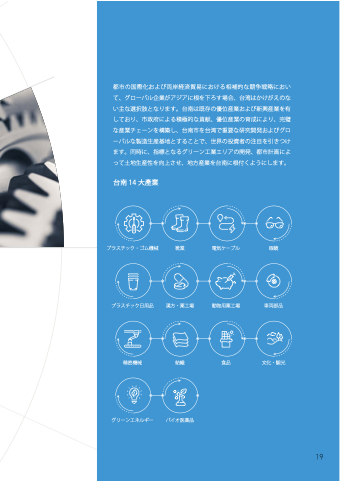 都市の国際化および両岸経済貿易における相補的な競争戦略におい
て、グローバル企業がアジアに根を下ろす場合、台湾はかけがえのな
い主な選択肢となります。台南は既存の優位産業および新興産業を有
しており、市政府による積極的な貢献、優位産業の育成により、完璧
な産業チェーンを構築し、台南市を台湾で重要な研究開発およびグロ
ーバルな製造生産基地とすることで、世界の投資者の注目を引きつけ
ます。同時に、指標となるグリーン工業エリアの開発、都市計画によ
って土地生産性を向上させ、地方産業を台南に根付くようにします。
台南 14 大產業
プラスチック・ゴム機械 靴業 電気ケーブル 眼鏡
プラスチック日用品 漢方・薬工場 動物用薬工場 車両部品
精密機械 紡織 食品 文化・観光
グリーンエネルギー バイオ医薬品
19